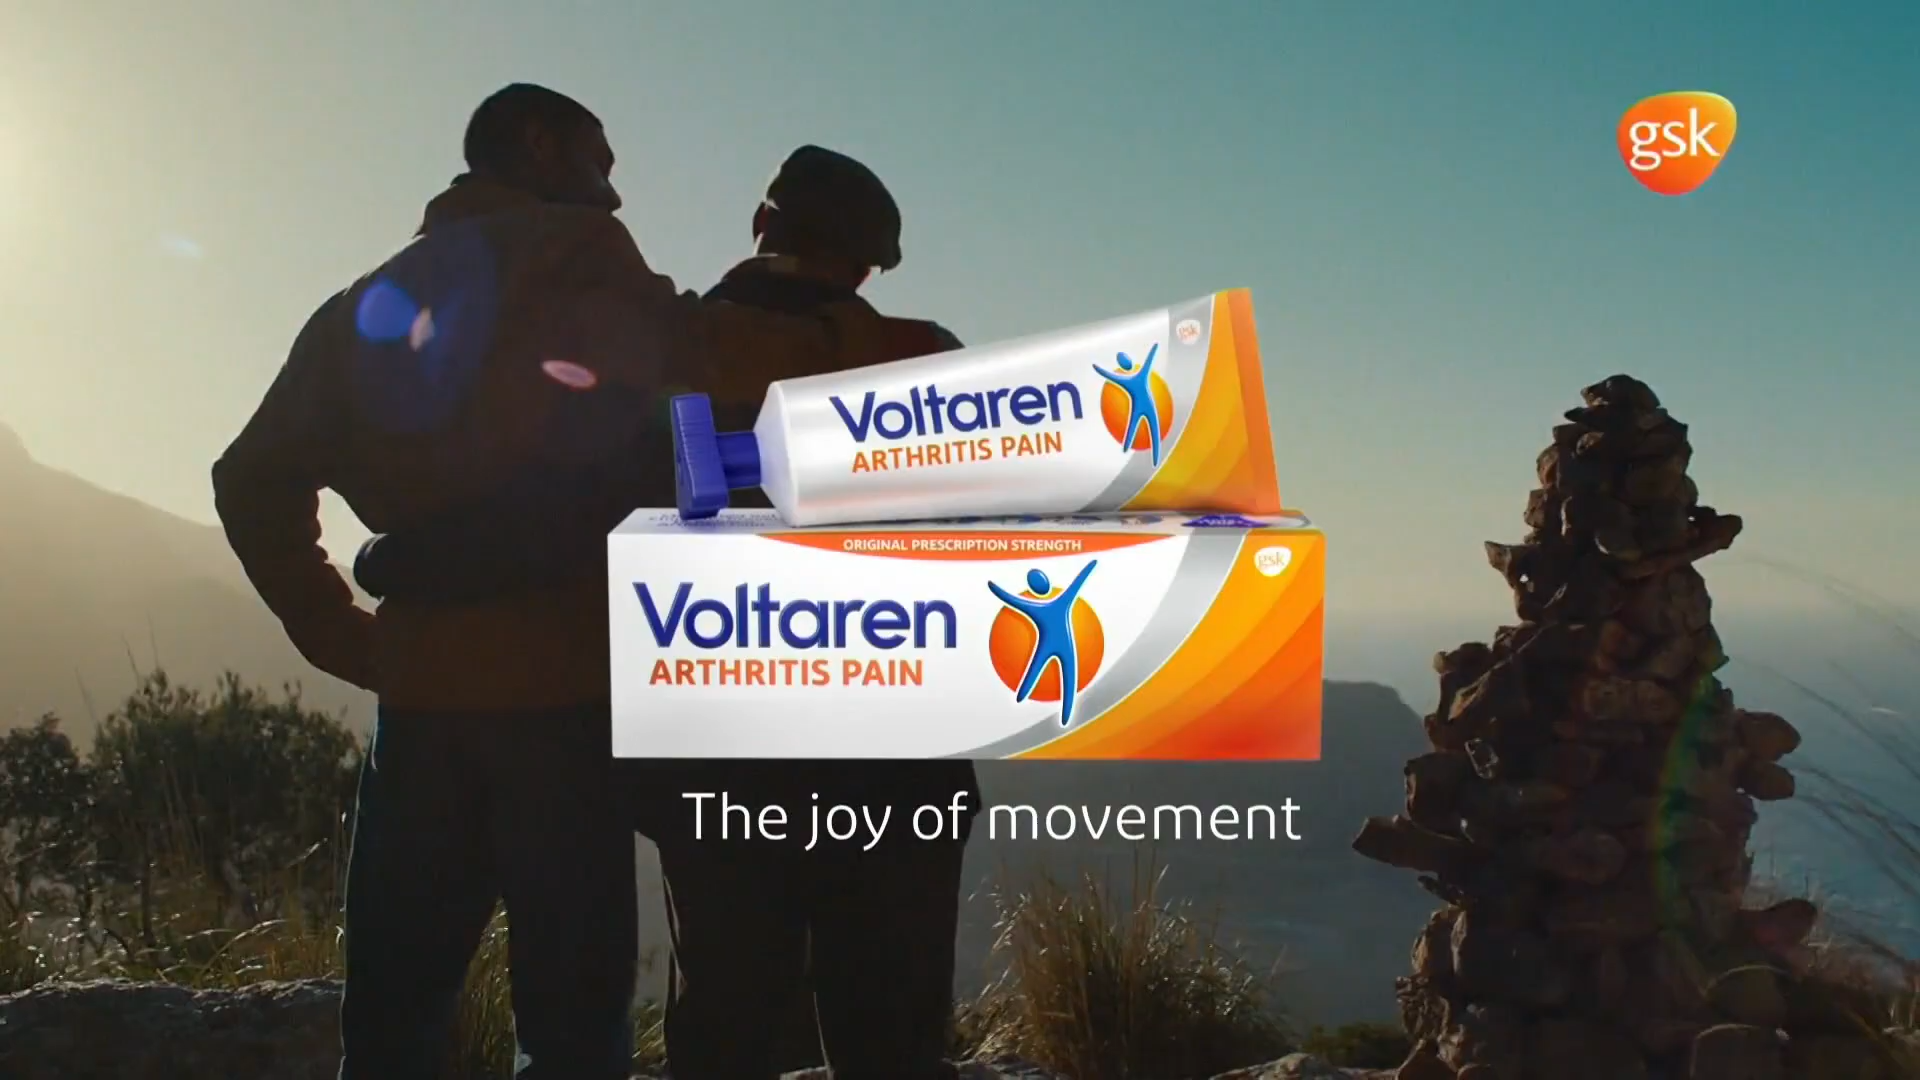 gsk
gsk
Voltaren
ARTHRITIS PAIN
ORIGINAL PRESCRIPTION STRENGTH
gsk
Voltaren
ARTHRITIS PAIN
The joy of movement